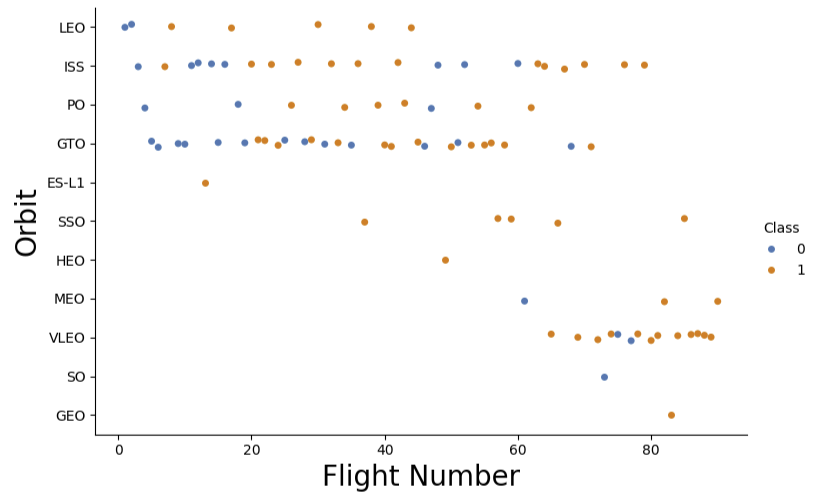 LEO
ISS
PO
GTO
ES-L1
SSO
HEO
MEO
VLEO
SO
GEO
Orbit
0 20 40 60 80
Flight Number
Class
0
1